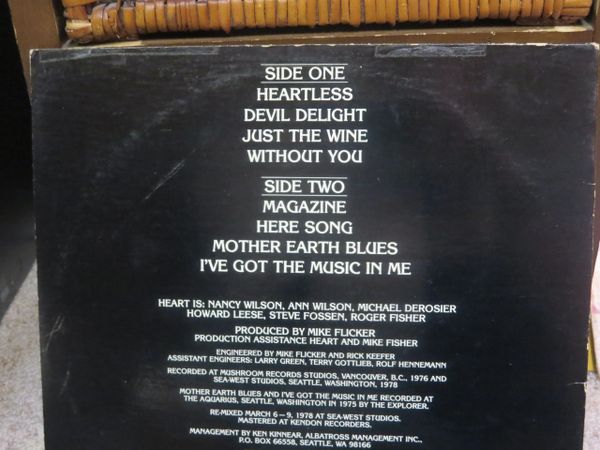 SIDE ONE
HEARTLESS
DEVIL DELIGHT
JUST THE WINE
WITHOUT YOU
SIDE TWO
MAGAZINE
HERE SONG
MOTHER EARTH BLUES
I'VE GOT THE MUSIC IN ME
HEART IS: NANCY WILSON, ANN WILSON, MICHAEL DEROSIER
HOWARD LEESE, STEVE FOSSEN, ROGER FISHER
PRODUCED BY MIKE FLICKER
PRODUCTION ASSISTANCE HEART AND MIKE FISHER
ENGINEERED BY MIKE FLICKER AND RICK KEEFER
ASSISTANT ENGINEERS: LARRY GREEN, TERRY GOTTLIEB, ROLF HENNEMANN
RECORDED AT MUSHROOM RECORDS STUDIOS, VANCOUVER, B.C., 1976 AND
SEA-WEST STUDIOS, SEATTLE, WASHINGTON, 1978
MOTHER EARTH BLUES AND I'VE GOT THE MUSIC IN ME RECORDED AT
THE AQUARIUS, SEATTLE, WASHINGTON IN 1975 BY THE EXPLORER.
RE-MIXED MARCH 6–9, 1978 AT SEA-WEST STUDIOS.
MASTERED AT KENDON RECORDERS.
MANAGEMENT BY KEN KINNEAR, ALBATROSS MANAGEMENT INC.,
P.O. BOX 66558, SEATTLE, WA 98166